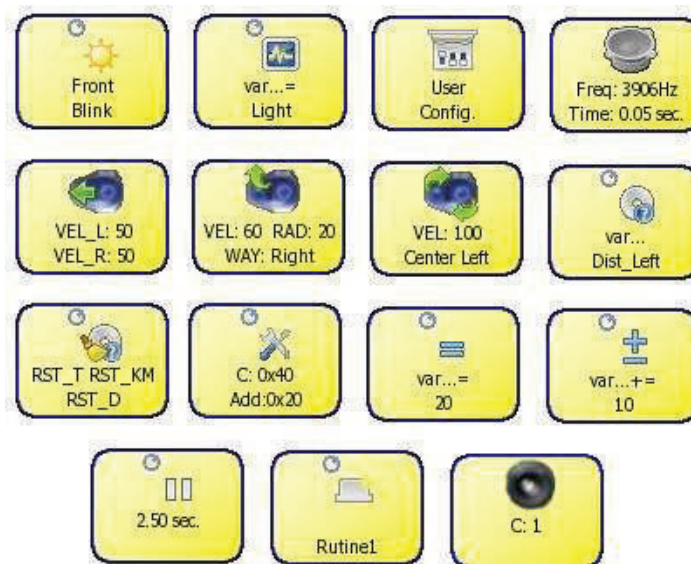 Front
Blink
var...=
Light
User
Config.
Freq: 3906Hz
Time: 0.05 sec.
VEL_L: 50
VEL_R: 50
VEL: 60 RAD: 20
WAY: Right
VEL: 100
Center Left
var...
Dist_Left
RST_T RST_KM
RST_D
C: 0x40
Add:0x20
var...=
20
var...+=
10
2.50 sec.
Rutine1
C: 1